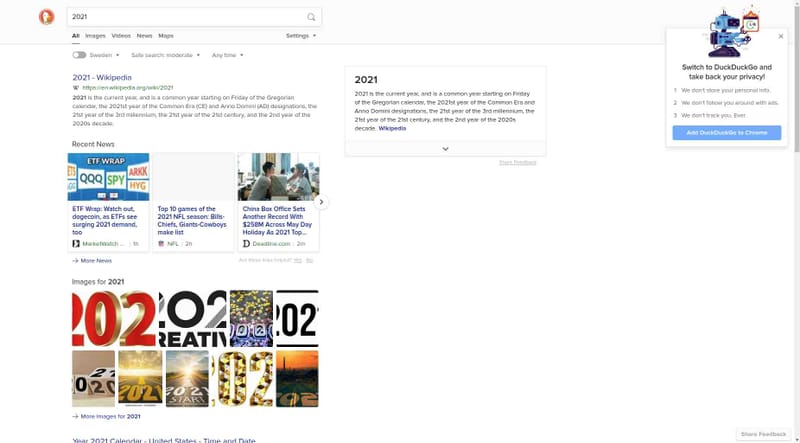 2021
All Images Videos News Maps Settings
Sweden Safe search: moderate Any time
2021 - Wikipedia
W https://en.wikipedia.org/wiki/2021
2021 is the current year, and is a common year starting on Friday of the Gregorian
calendar, the 2021st year of the Common Era (CE) and Anno Domini (AD) designations, the
21st year of the 3rd millennium, the 21st year of the 21st century, and the 2nd year of the
2020s decade.
Recent News
ETF WRAP
QQQ SPY ARKK
HYG
ETF Wrap: Watch out,
dogecoin, as ETFs see
surging 2021 demand,
too
MarketWatch ... 1h
Top 10 games of the
2021 NFL season: Bills-
Chiefs, Giants-Cowboys
make list
NFL 2h
China Box Office Sets
Another Record With
$258M Across May Day
Holiday As 2021 Top...
D Deadline.com 2m
→ More News
Are these links helpful? Yes No
Images for 2021
202
202
REATIV
202
202
2021
2021
START
202
→ More Images for 2021
Year 2021 Calendar - United States - Time and Date
2021
2021 is the current year, and is a common year starting on Friday
of the Gregorian calendar, the 2021st year of the Common Era and
Anno Domini designations, the 21st year of the 3rd millennium, the
21st year of the 21st century, and the 2nd year of the 2020s
decade. Wikipedia
Share Feedback
Switch to DuckDuckGo and
take back your privacy!
1 We don't store your personal info.
2 We don't follow you around with ads.
3 We don't track you. Ever.
Add DuckDuckGo to Chrome
Share Feedback